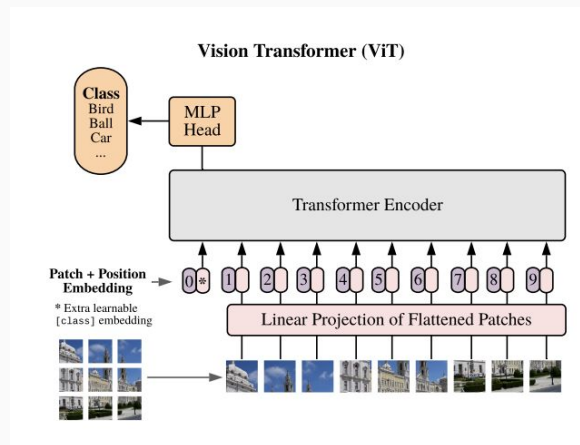 Vision Transformer (ViT)
Class
Bird
Ball
Car
...
MLP
Head
Transformer Encoder
Patch + Position
Embedding
0 * 1 2 3 4 5 6 7 8 9
* Extra learnable
[class] embedding
Linear Projection of Flattened Patches